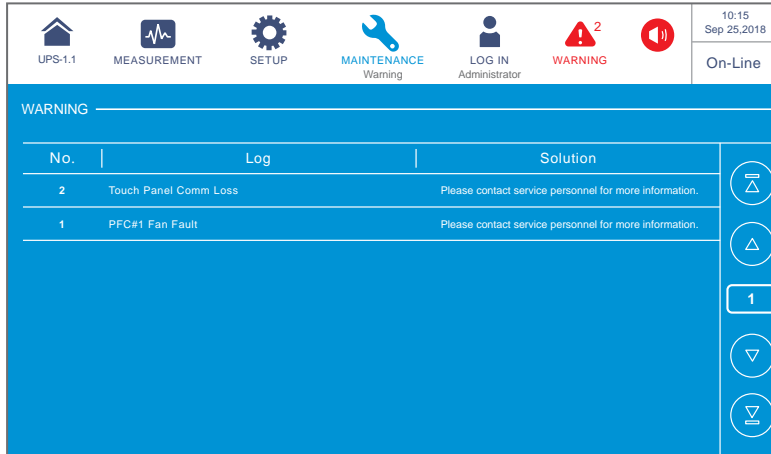 UPS-1.1
MEASUREMENT
SETUP
MAINTENANCE
Warning
LOG IN
Administrator
2
WARNING
10:15
Sep 25,2018
On-Line
WARNING
No. Log Solution
2 Touch Panel Comm Loss Please contact service personnel for more information.
1 PFC#1 Fan Fault Please contact service personnel for more information.
1